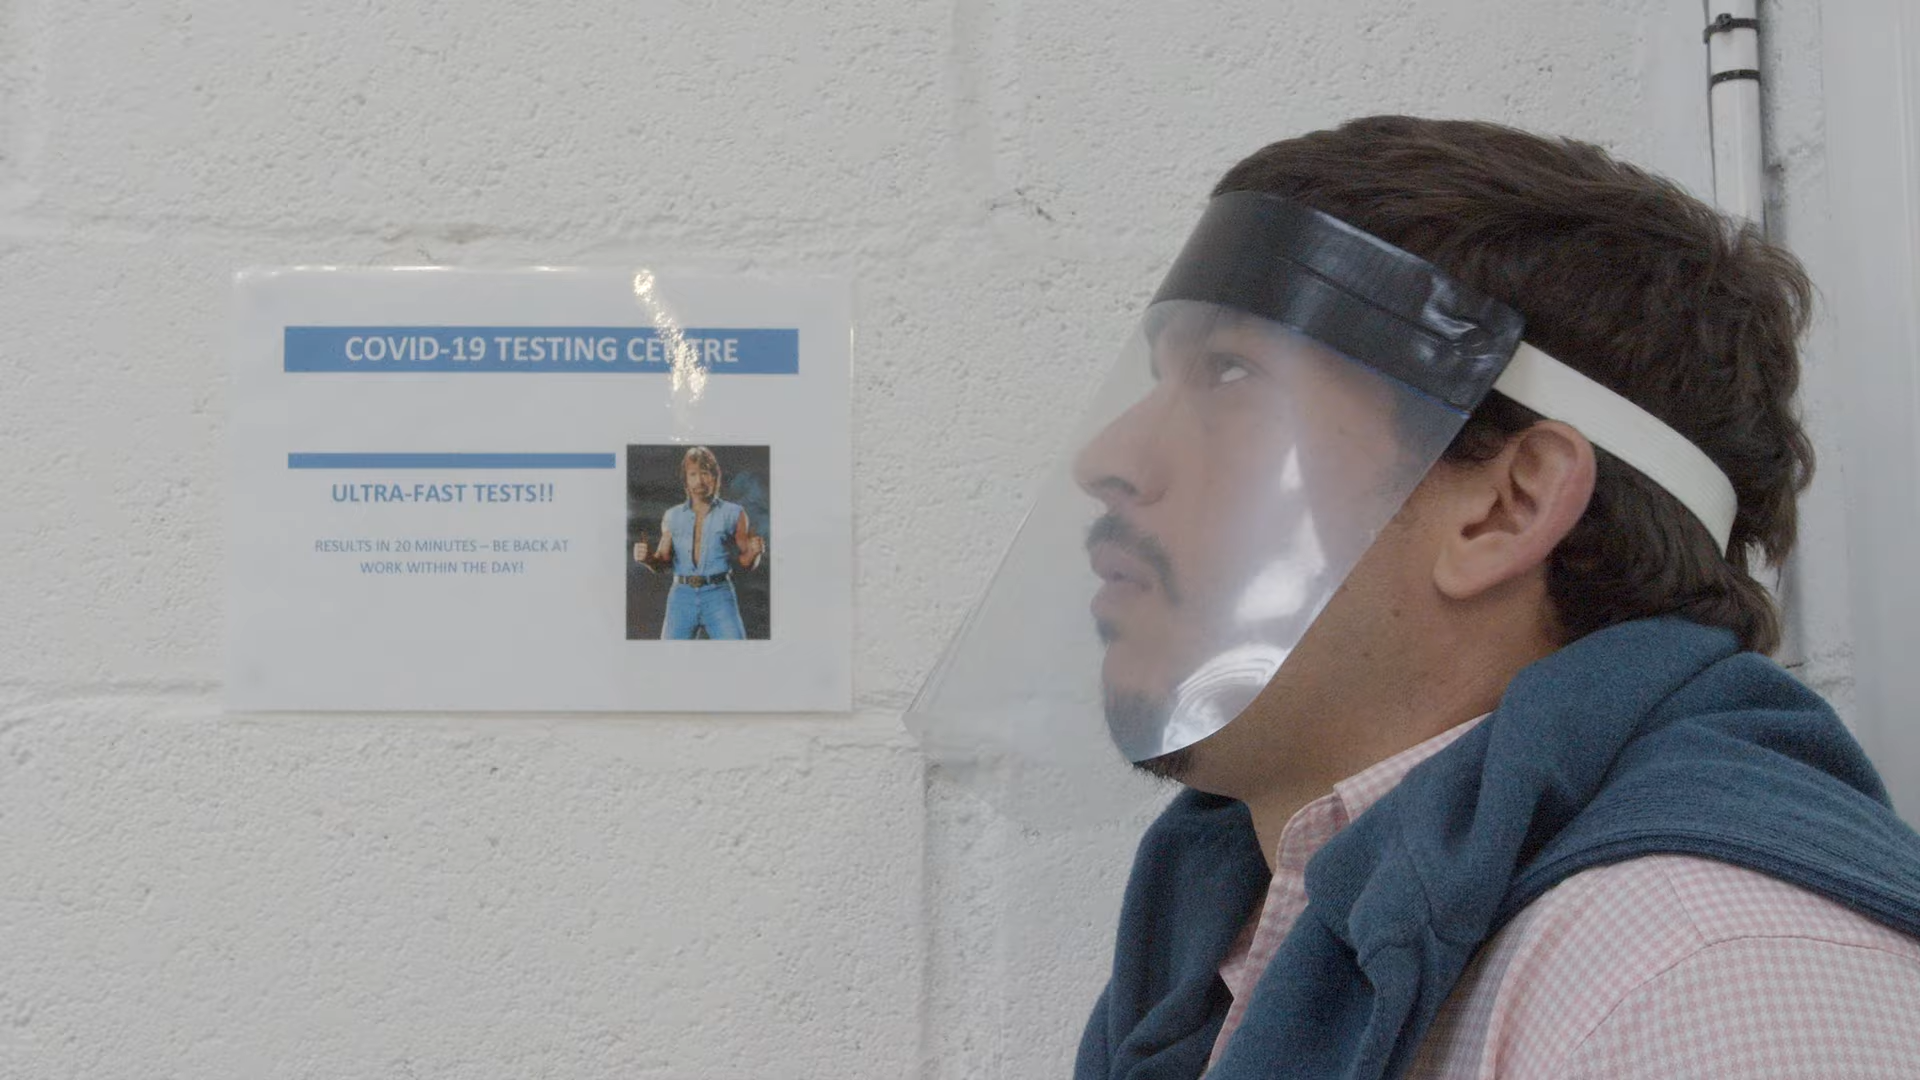 COVID-19 TESTING CENTRE
ULTRA-FAST TESTS!!
RESULTS IN 20 MINUTES – BE BACK AT
WORK WITHIN THE DAY!